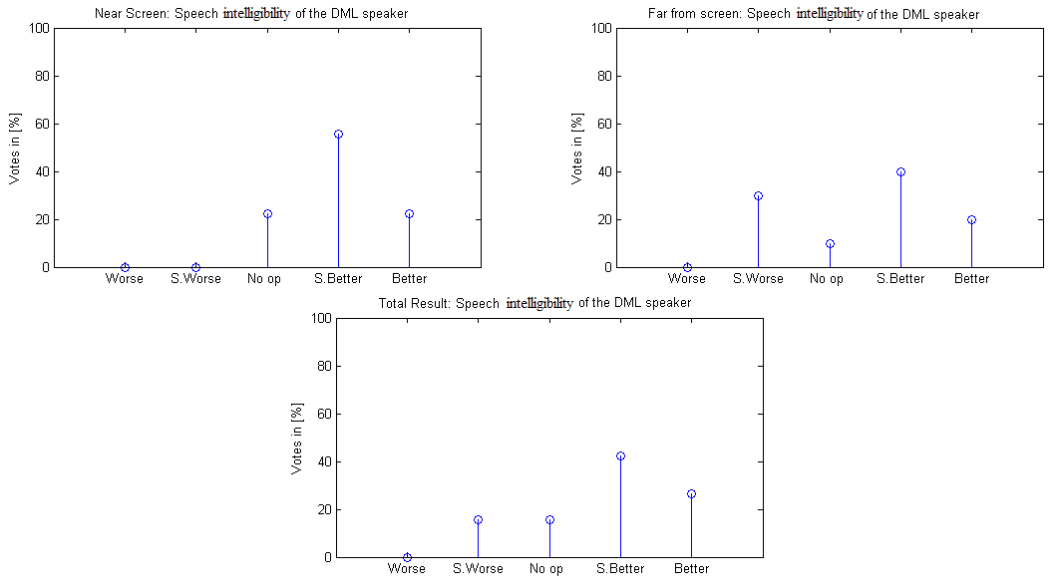 Near Screen: Speech intelligibility of the DML speaker
100
80
60
40
20
0
Votes in [%]
Worse S.Worse No op S.Better Better
Far from screen: Speech intelligibility of the DML speaker
100
80
60
40
20
0
Votes in [%]
Worse S.Worse No op S.Better Better
Total Result: Speech intelligibility of the DML speaker
100
80
60
40
20
0
Votes in [%]
Worse S.Worse No op S.Better Better